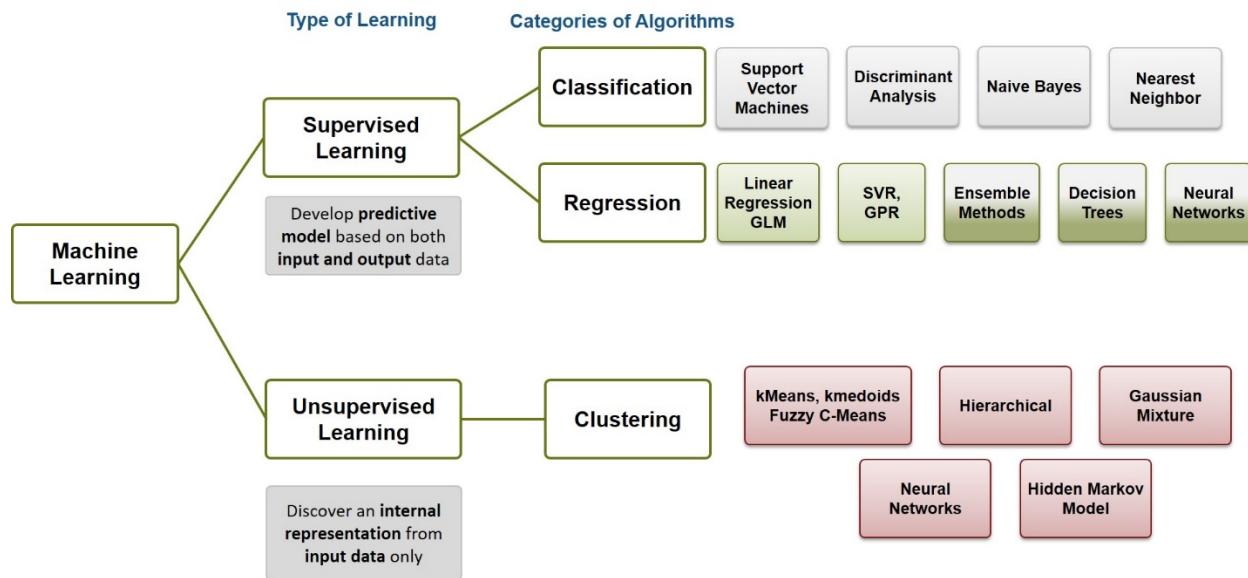 Type of Learning
Categories of Algorithms
Machine
Learning
Supervised
Learning
Develop predictive
model based on both
input and output data
Classification
Support
Vector
Machines
Discriminant
Analysis
Naive Bayes
Nearest
Neighbor
Regression
Linear
Regression
GLM
SVR,
GPR
Ensemble
Methods
Decision
Trees
Neural
Networks
Unsupervised
Learning
Discover an internal
representation from
input data only
Clustering
kMeans, kmedoids
Fuzzy C-Means
Hierarchical
Gaussian
Mixture
Neural
Networks
Hidden Markov
Model